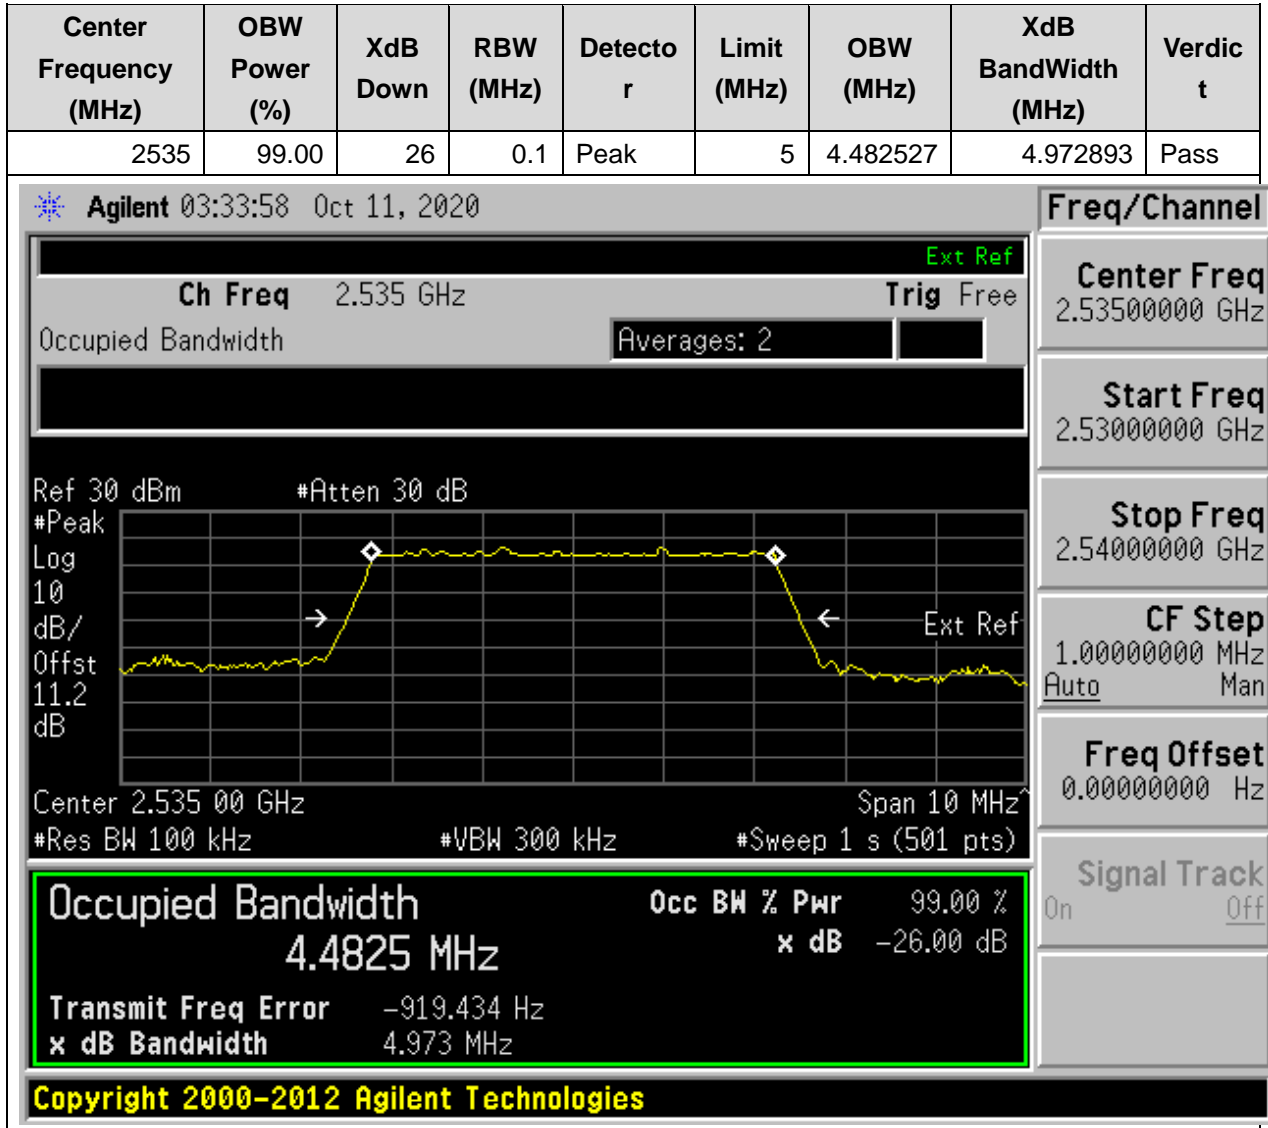 Center Frequency (MHz) OBW Power (%) XdB Down RBW (MHz) Detecto r Limit (MHz) OBW (MHz) XdB BandWidth (MHz) Verdic t
2535 99.00 26 0.1 Peak 5 4.482527 4.972893 Pass
Agilent 03:33:58 Oct 11, 2020
Ext Ref
Ch Freq 2.535 GHz Trig Free
Occupied Bandwidth Averages: 2
Ref 30 dBm #Atten 30 dB
#Peak
Log
10
dB/
Offst
11.2
dB
Ext Ref
Center 2.535 00 GHz Span 10 MHz^
#Res BW 100 kHz #VBW 300 kHz #Sweep 1 s (501 pts)
Occupied Bandwidth
4.4825 MHz
Occ BW % Pwr 99.00 %
x dB -26.00 dB
Transmit Freq Error -919.434 Hz
x dB Bandwidth 4.973 MHz
Copyright 2000-2012 Agilent Technologies
Freq/Channel
Center Freq
2.53500000 GHz
Start Freq
2.53000000 GHz
Stop Freq
2.54000000 GHz
CF Step
1.00000000 MHz
Auto Man
Freq Offset
0.00000000 Hz
Signal Track
On Off